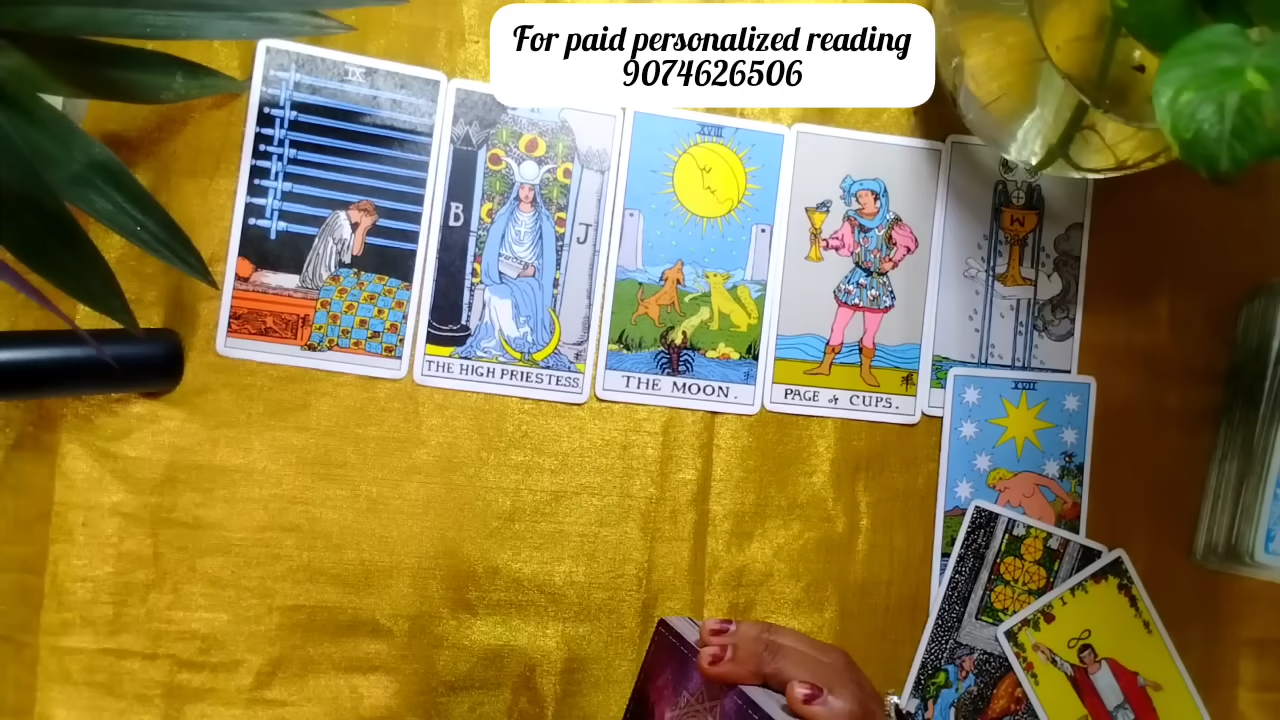 For paid personalized reading
9074626506
IX
B
J
THE HIGH PRIESTESS.
XVIII
THE MOON.
PAGE of CUPS.
XVII
I